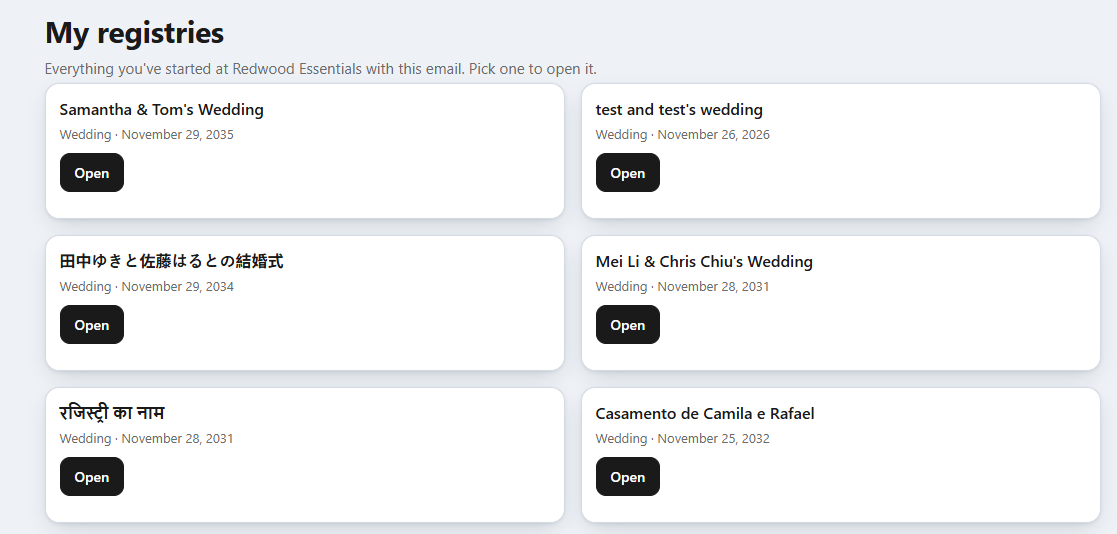 My registries
Everything you've started at Redwood Essentials with this email. Pick one to open it.
Samantha & Tom's Wedding
Wedding · November 29, 2035
Open
test and test's wedding
Wedding · November 26, 2026
Open
田中ゆきと佐藤はるとの結婚式
Wedding · November 29, 2034
Open
Mei Li & Chris Chiu's Wedding
Wedding · November 28, 2031
Open
रजिस्ट्री का नाम
Wedding · November 28, 2031
Open
Casamento de Camila e Rafael
Wedding · November 25, 2032
Open